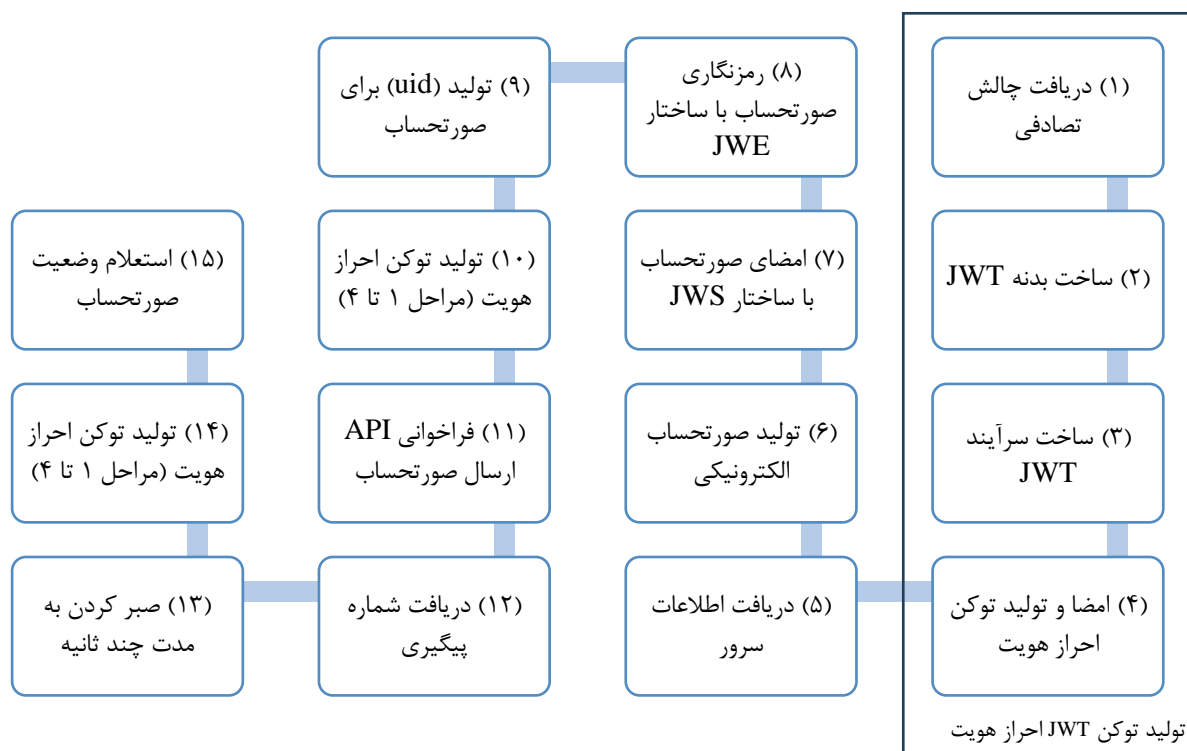 (۱) دریافت چالش
تصادفی
(۲) ساخت بدنه JWT
(۳) ساخت سرآیند
JWT
(۴) امضا و تولید توکن
احراز هویت
تولید توکن JWT احراز هویت
(۵) دریافت اطلاعات
سرور
(۶) تولید صورتحساب
الکترونیکی
(۷) امضای صورتحساب
با ساختار JWS
(۸) رمزنگاری
صورتحساب با ساختار
JWE
(۹) تولید (uid) برای
صورتحساب
(۱۰) تولید توکن احراز
هویت (مراحل ۱ تا ۴)
(۱۱) فراخوانی API
ارسال صورتحساب
(۱۲) دریافت شماره
پیگیری
(۱۳) صبر کردن به
مدت چند ثانیه
(۱۴) تولید توکن احراز
هویت (مراحل ۱ تا ۴)
(۱۵) استعلام وضعیت
صورتحساب